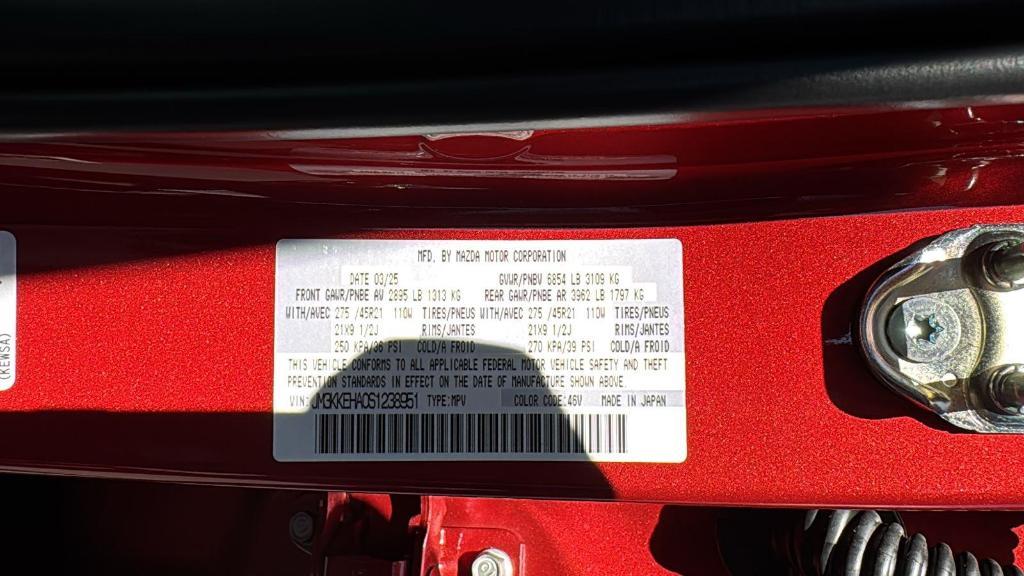 MFD. BY MAZDA MOTOR CORPORATION
DATE 03/25 GVWR/PNBV 6854 LB 3109 KG
FRONT GAWR/PNBE AV 2895 LB 1313 KG REAR GAWR/PNBE AR 3962 LB 1797 KG
WITH/AVEC 275 /45R21 110W TIRES/PNEUS WITH/AVEC 275 /45R21 110W TIRES/PNEUS
21X9 1/2J RIMS/JANTES 21X9 1/2J RIMS/JANTES
250 KPA/36 PSI COLD/A FROID 270 KPA/39 PSI COLD/A FROID
THIS VEHICLE CONFORMS TO ALL APPLICABLE FEDERAL MOTOR VEHICLE SAFETY AND THEFT
PREVENTION STANDARDS IN EFFECT ON THE DATE OF MANUFACTURE SHOWN ABOVE.
VIN:JM3KKEHA0S1238951 TYPE:MPV COLOR CODE:46V MADE IN JAPAN
(REWSA)